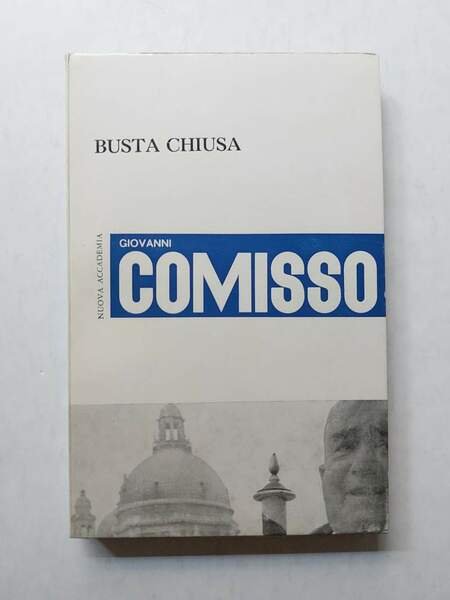 BUSTA CHIUSA
NUOVA ACCADEMIA
GIOVANNI
COMISSO